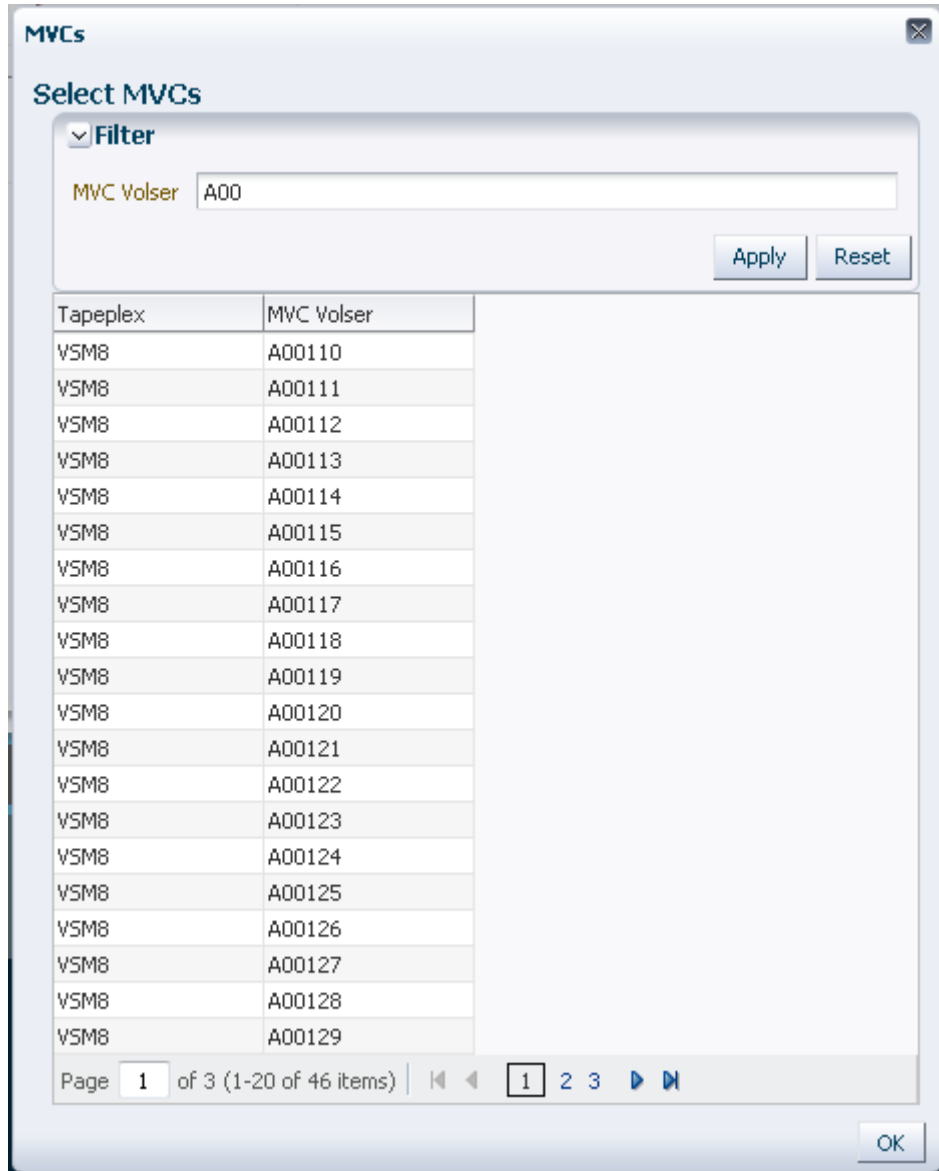 MVCs
Select MVCs
Filter
MVC Volser A00
Apply Reset
Tapeplex MVC Volser
VSM8 A00110
VSM8 A00111
VSM8 A00112
VSM8 A00113
VSM8 A00114
VSM8 A00115
VSM8 A00116
VSM8 A00117
VSM8 A00118
VSM8 A00119
VSM8 A00120
VSM8 A00121
VSM8 A00122
VSM8 A00123
VSM8 A00124
VSM8 A00125
VSM8 A00126
VSM8 A00127
VSM8 A00128
VSM8 A00129
Page 1 of 3 (1-20 of 46 items) 1 2 3
OK